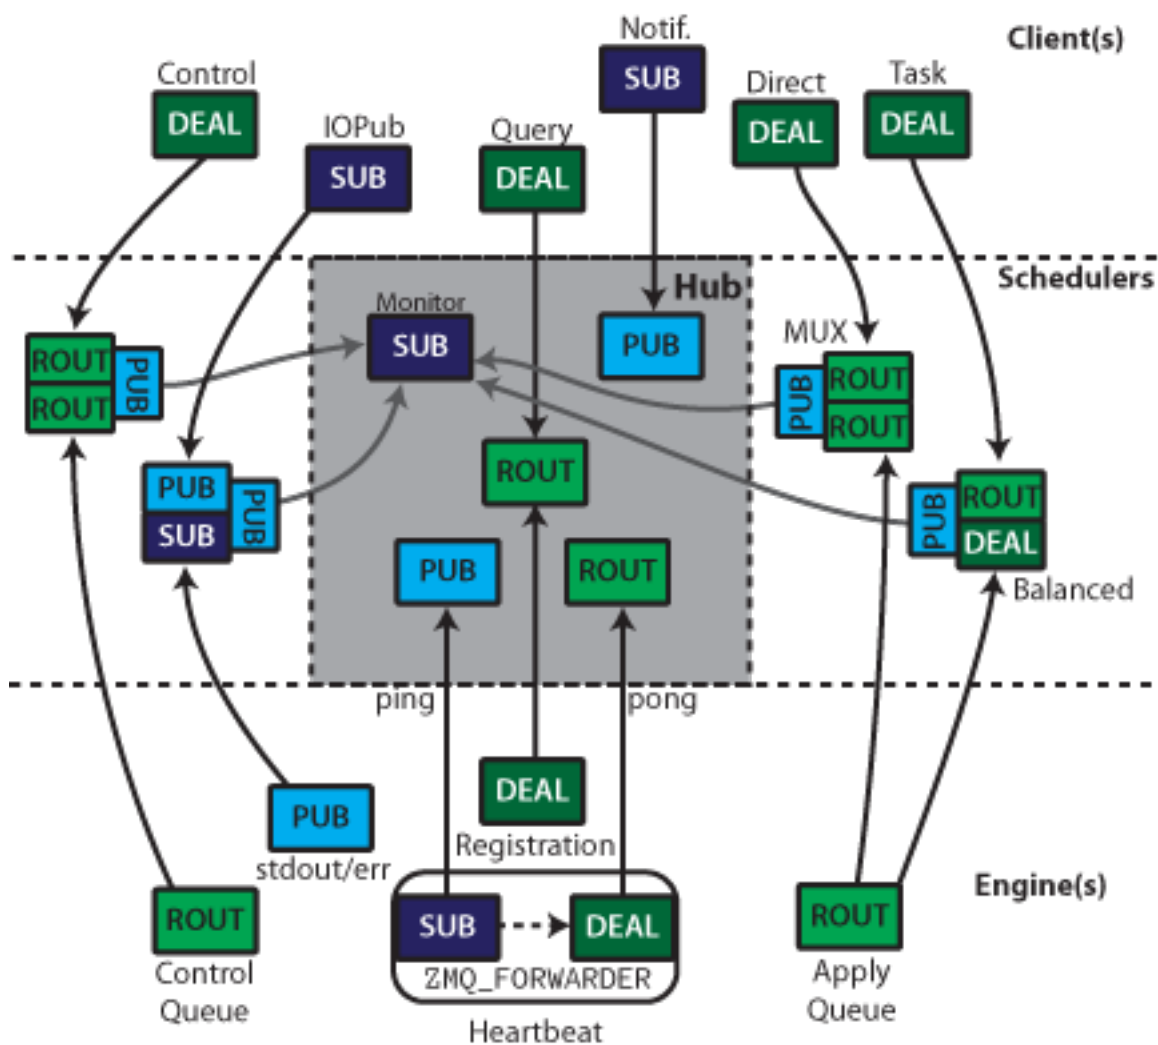 Notif.
Client(s)
Control
SUB
Direct
Task
DEAL
IOPub
Query
DEAL
DEAL
SUB
DEAL
Hub
Schedulers
Monitor
SUB
PUB
MUX
ROUT
PUB
ROUT
PUB
ROUT
ROUT
PUB
PUB
SUB
ROUT
PUB
ROUT
DEAL
PUB
ROUT
Balanced
ping
pong
DEAL
Registration
PUB
stdout/err
Engine(s)
ROUT
Control
Queue
SUB
DEAL
ZMQ_FORWARDER
Heartbeat
ROUT
Apply
Queue